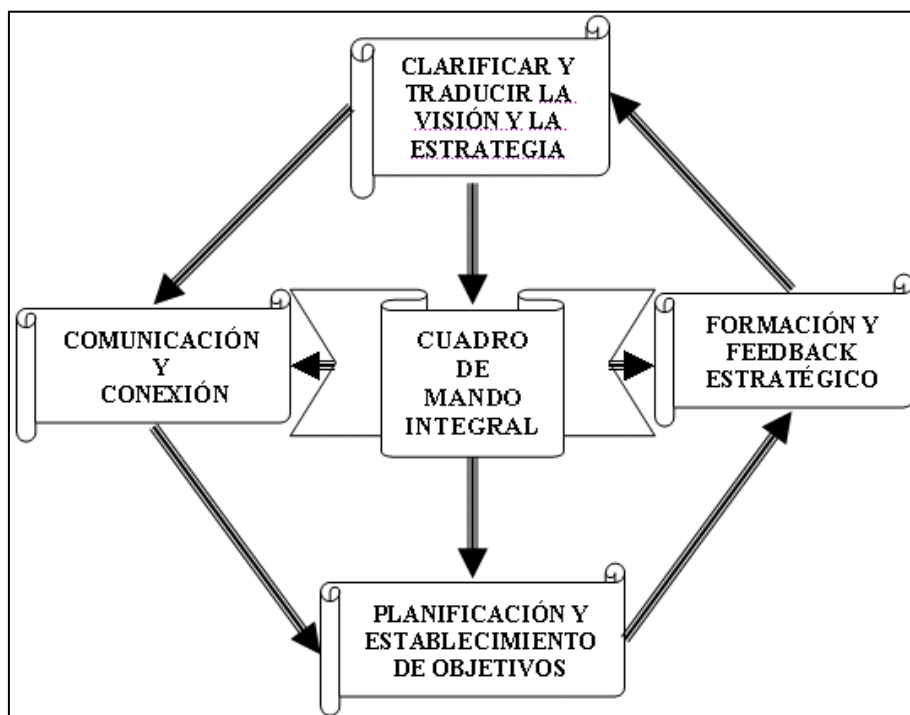 CLARIFICAR Y
TRADUCIR LA
VISIÓN Y LA
ESTRATEGIA
COMUNICACIÓN
Y
CONEXIÓN
CUADRO
DE
MANDO
INTEGRAL
FORMACIÓN Y
FEEDBACK
ESTRATÉGICO
PLANIFICACIÓN Y
ESTABLECIMIENTO
DE OBJETIVOS